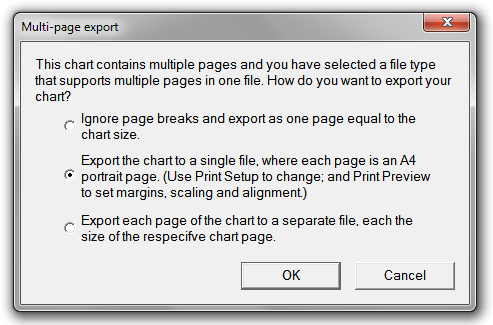 Multi-page export
This chart contains multiple pages and you have selected a file type
that supports multiple pages in one file. How do you want to export your
chart?
Ignore page breaks and export as one page equal to the
chart size.
Export the chart to a single file, where each page is an A4
portrait page. (Use Print Setup to change; and Print Preview
to set margins, scaling and alignment.)
Export each page of the chart to a separate file, each the
size of the respecifve chart page.
OK
Cancel